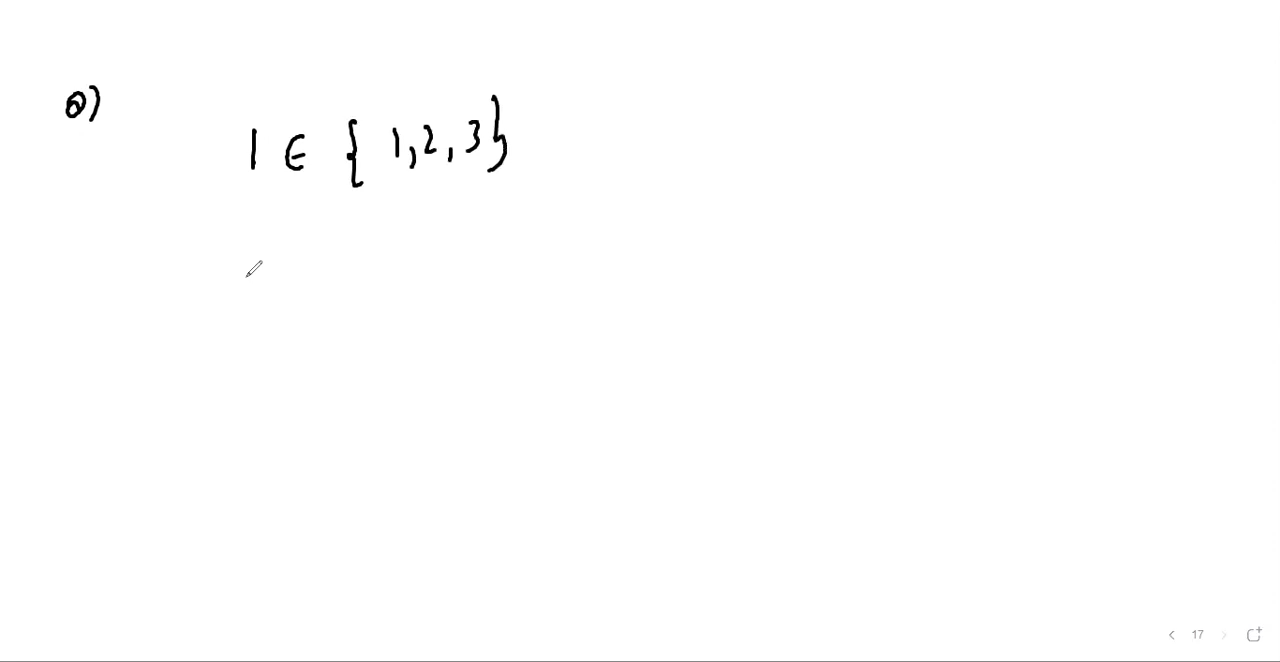 a)
1 ∈ { 1, 2, 3}
17